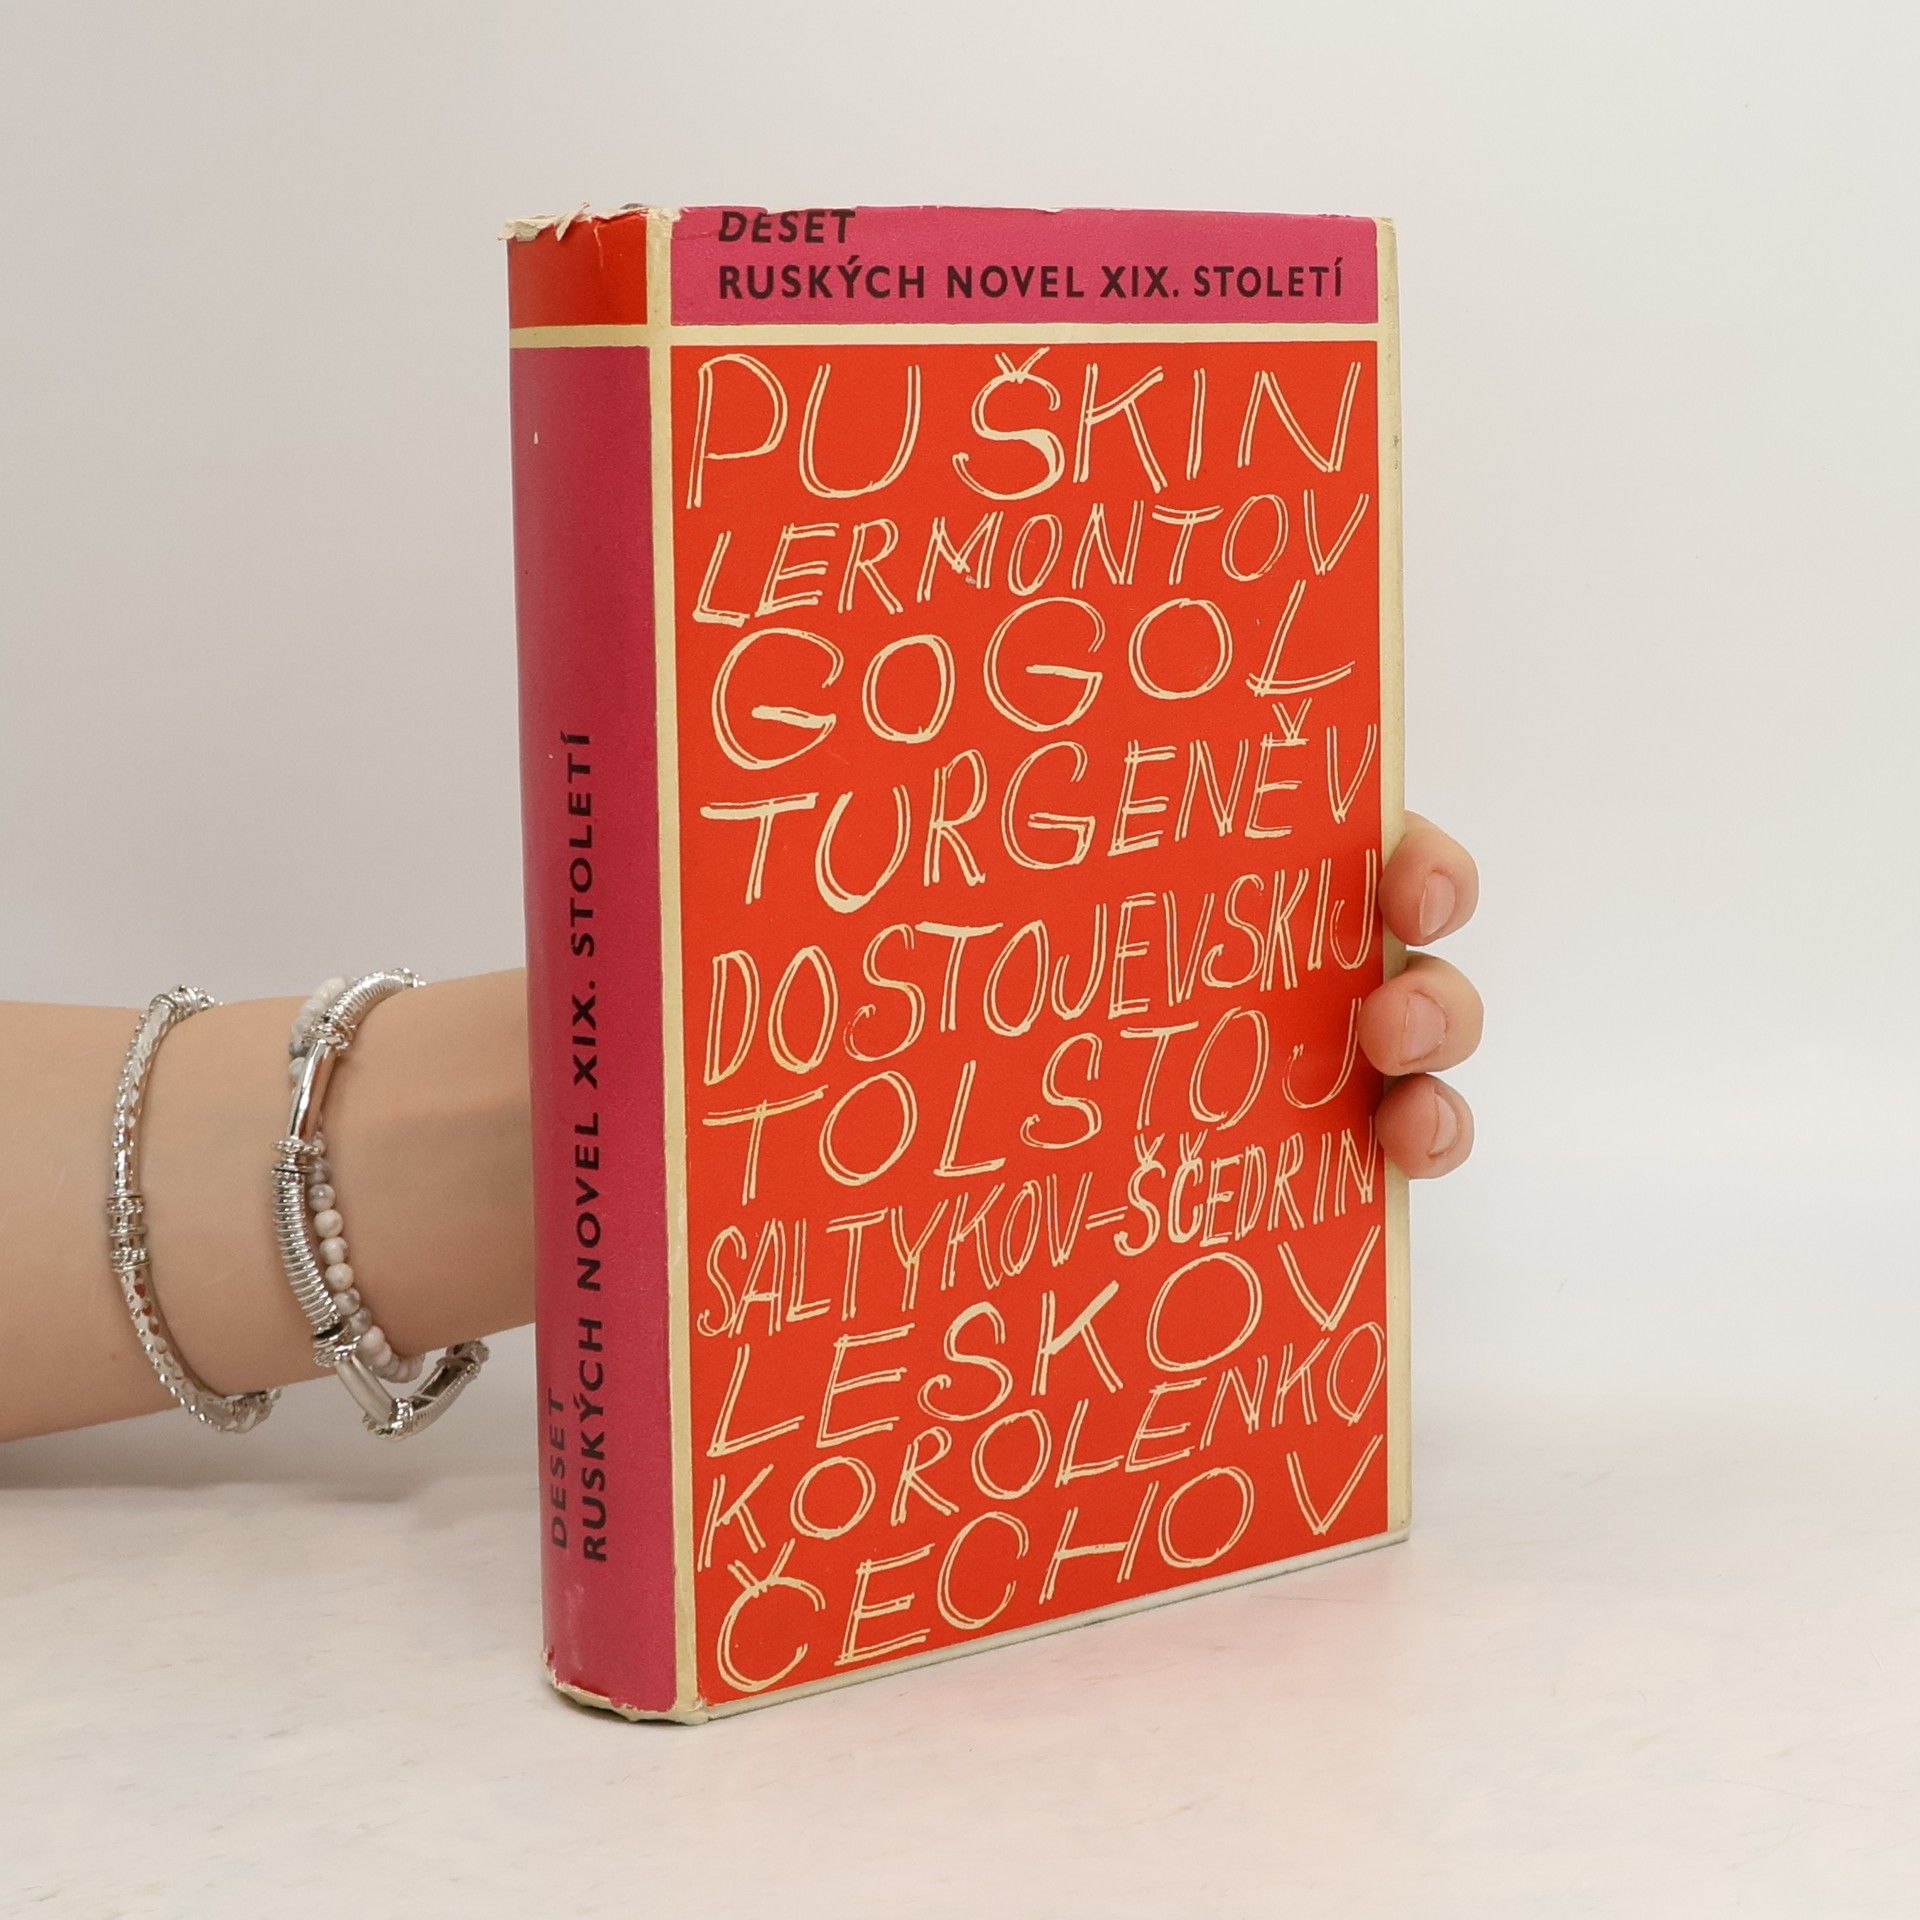 DESET
RUSKÝCH NOVEL XIX. STOLETÍ
PUŠKIN
LERMONTOV
GOGOL
TURGENĚV
DOSTOJEVSKIJ
TOLSTOJ
SALTYKOV-ŠČEDRIN
LESKOV
KOROLENKO
ČECHOV
DESET
RUSKÝCH NOVEL XIX. STOLETÍ